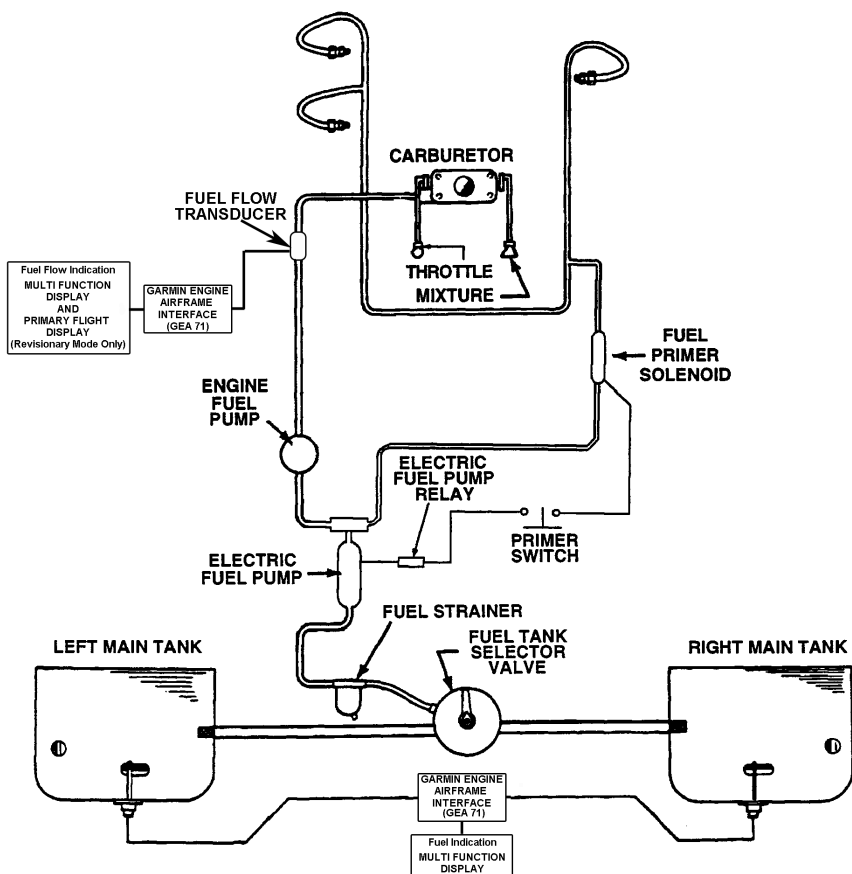 CARBURETOR
FUEL FLOW
TRANSDUCER
THROTTLE
MIXTURE
Fuel Flow Indication
MULTI FUNCTION
DISPLAY
AND
PRIMARY FLIGHT
DISPLAY
(Revisionary Mode Only)
GARMIN ENGINE
AIRFRAME
INTERFACE
(GEA 71)
FUEL
PRIMER
SOLENOID
ENGINE
FUEL
PUMP
ELECTRIC
FUEL PUMP
RELAY
PRIMER
SWITCH
ELECTRIC
FUEL PUMP
FUEL STRAINER
LEFT MAIN TANK
FUEL TANK
SELECTOR
VALVE
RIGHT MAIN TANK
GARMIN ENGINE
AIRFRAME
INTERFACE
(GEA 71)
Fuel Indication
MULTI FUNCTION
DISPLAY